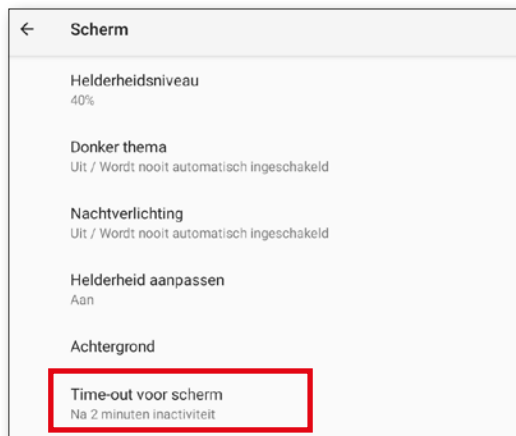 Scherm
Helderheidsniveau
40%
Donker thema
Uit / Wordt nooit automatisch ingeschakeld
Nachtverlichting
Uit / Wordt nooit automatisch ingeschakeld
Helderheid aanpassen
Aan
Achtergrond
Time-out voor scherm
Na 2 minuten inactiviteit